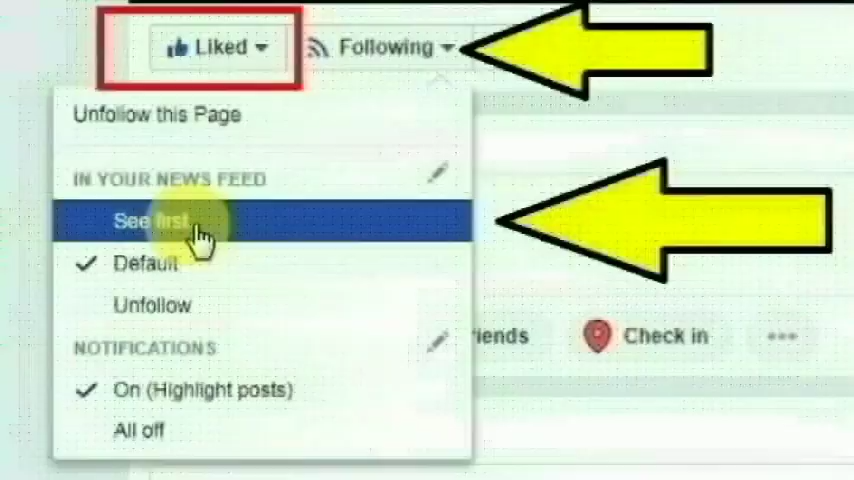 Liked
Following
Unfollow this Page
IN YOUR NEWS FEED
See first
Default
Unfollow
riends
Check in
NOTIFICATIONS
On (Highlight posts)
All off